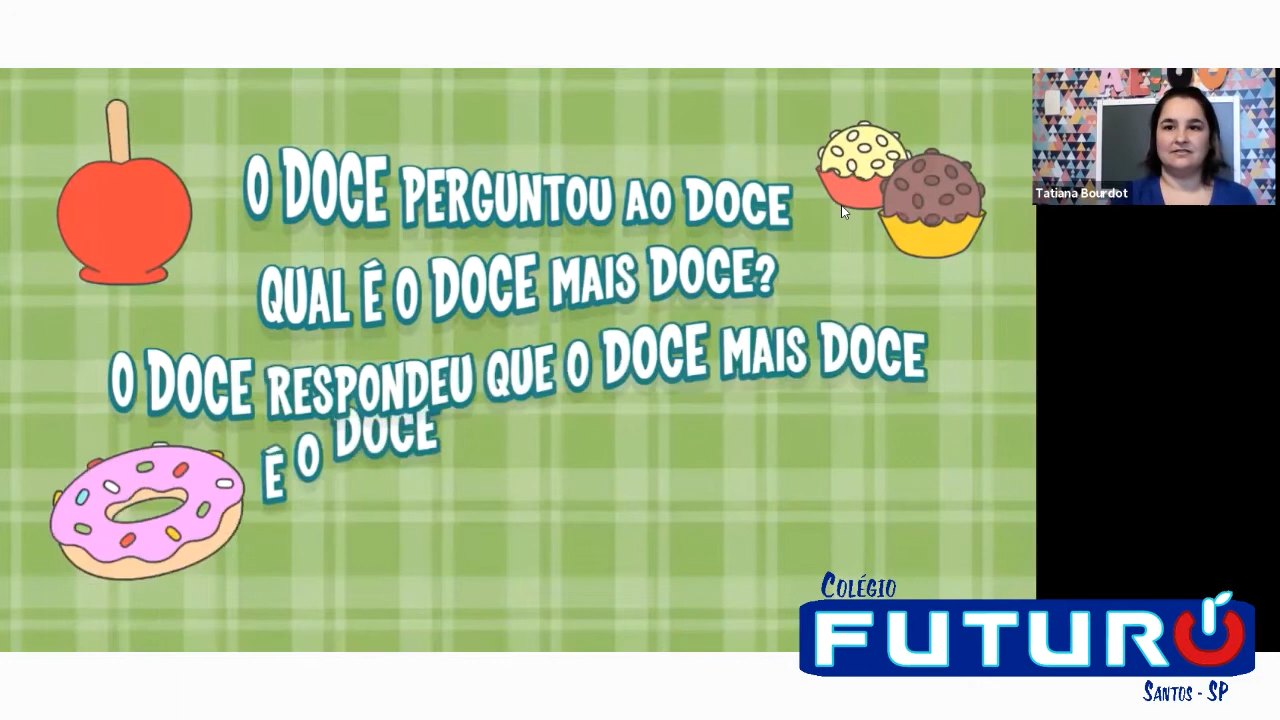 O DOCE PERGUNTOU AO DOCE
QUAL É O DOCE MAIS DOCE?
O DOCE RESPONDEU QUE O DOCE MAIS DOCE
É O DOCE
Tatiana Bourdot
COLÉGIO
FUTURO
SANTOS - SP